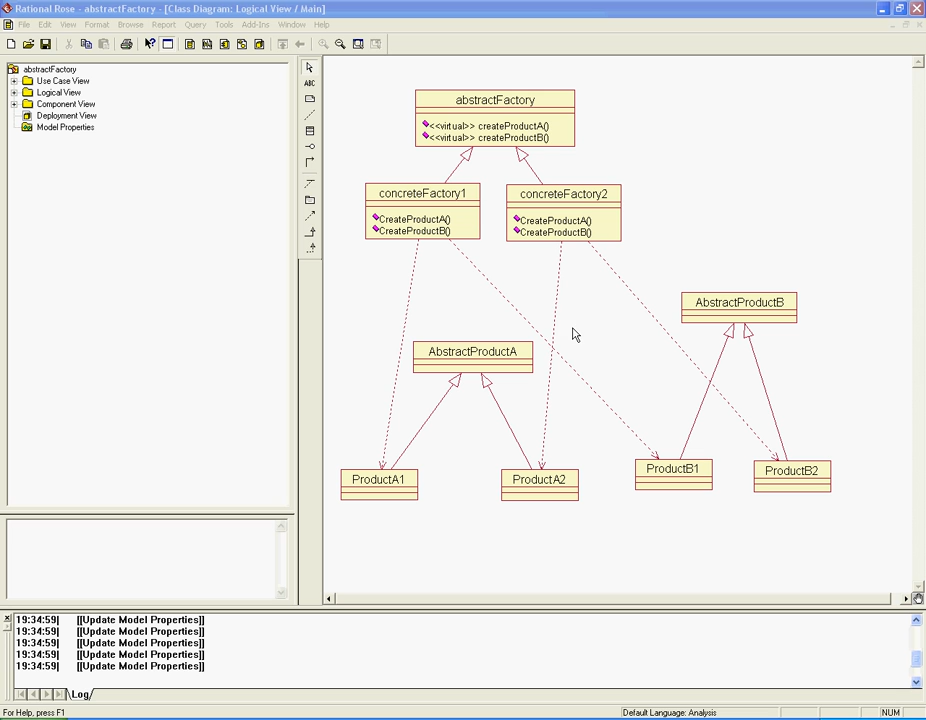 Rational Rose - abstractFactory - [Class Diagram: Logical View / Main]
File Edit View Format Browse Report Query Tools Add-Ins Window Help
ABC
abstractFactory
Use Case View
Logical View
Component View
Deployment View
Model Properties
abstractFactory
<<virtual>> createProductA()
<<virtual>> createProductB()
concreteFactory1
CreateProductA()
CreateProductB()
concreteFactory2
CreateProductA()
CreateProductB()
AbstractProductB
AbstractProductA
ProductA1
ProductA2
ProductB1
ProductB2
19:34:59| [[Update Model Properties]]
19:34:59| [[Update Model Properties]]
19:34:59| [[Update Model Properties]]
19:34:59| [[Update Model Properties]]
19:34:59| [[Update Model Properties]]
Log
For Help, press F1 Default Language: Analysis NUM